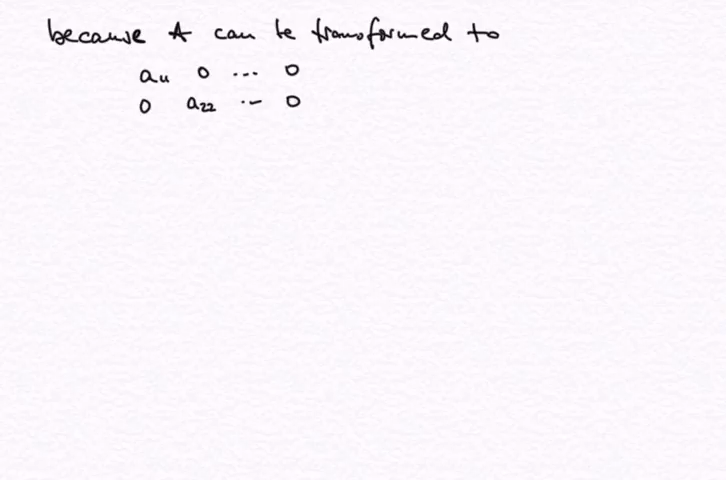 because A can be transformed to
a₁₁ 0 ... 0
0 a₂₂ ... 0